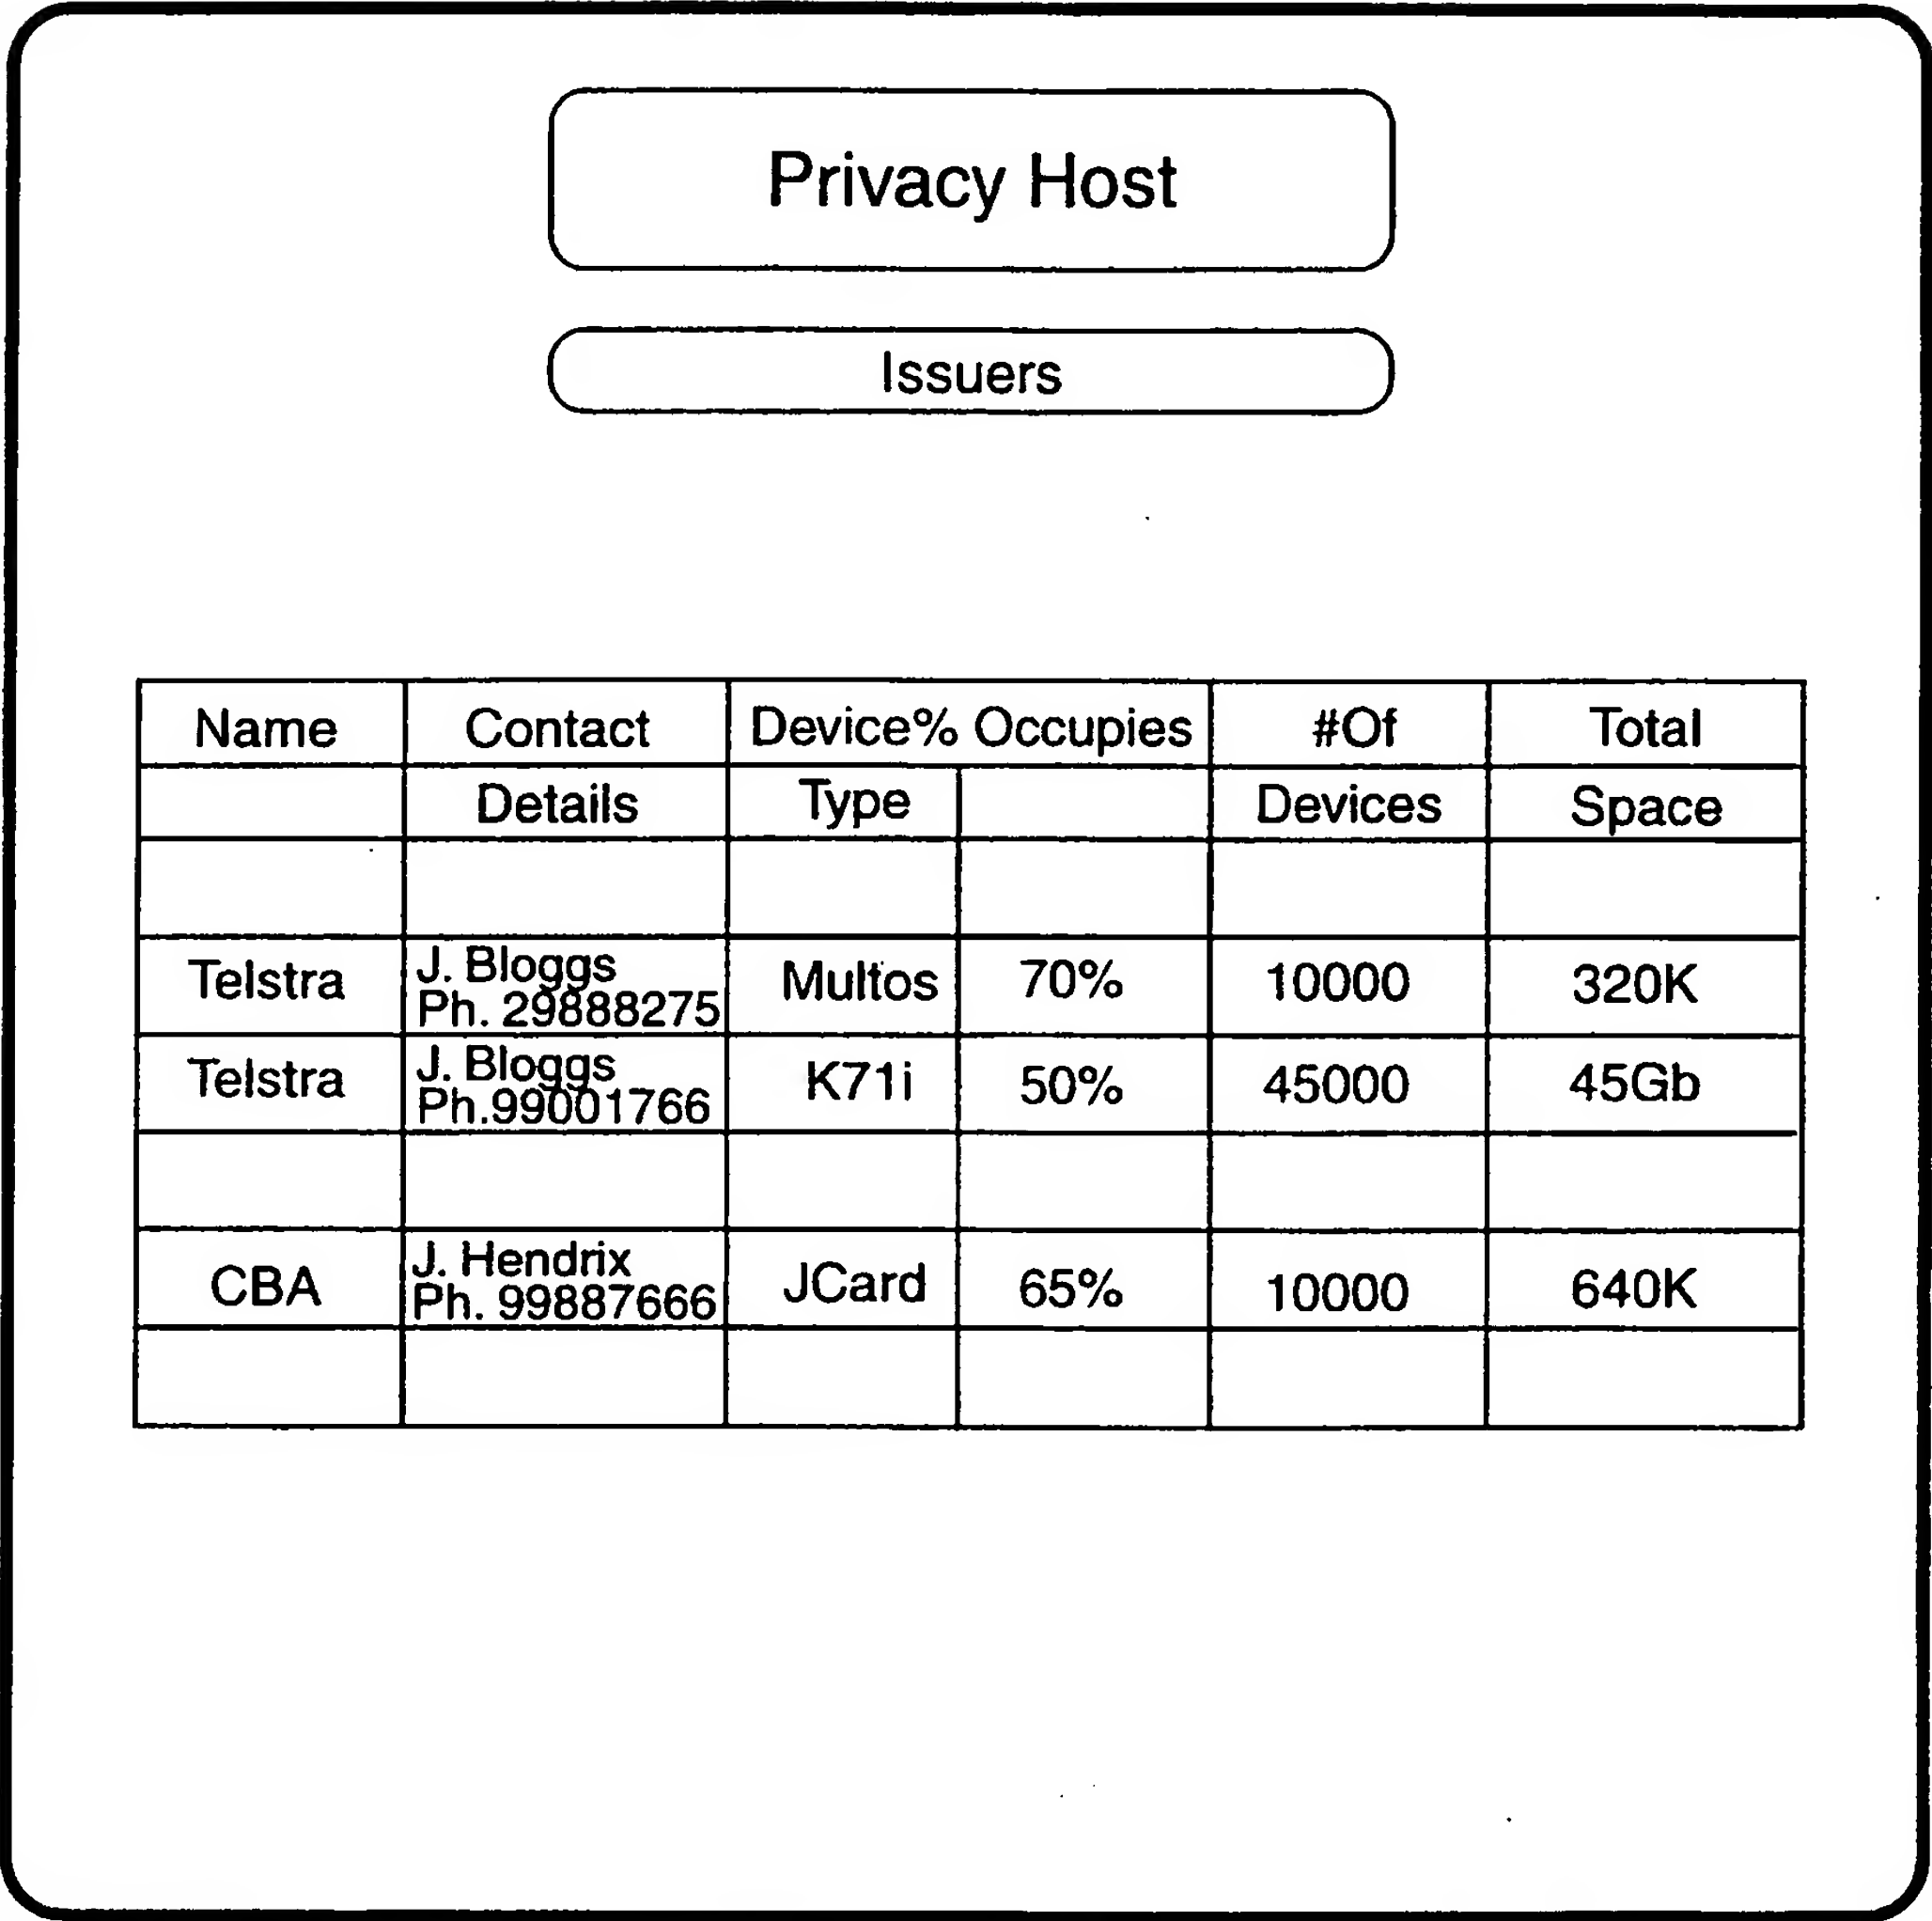 Privacy Host
Issuers
Name Contact Device% Occupies #Of Total
Details Type Devices Space
Telstra J. Bloggs Multos 70% 10000 320K
Ph. 29888275
Telstra J. Bloggs K71i 50% 45000 45Gb
Ph.99001766
CBA J. Hendrix JCard 65% 10000 640K
Ph. 99887666